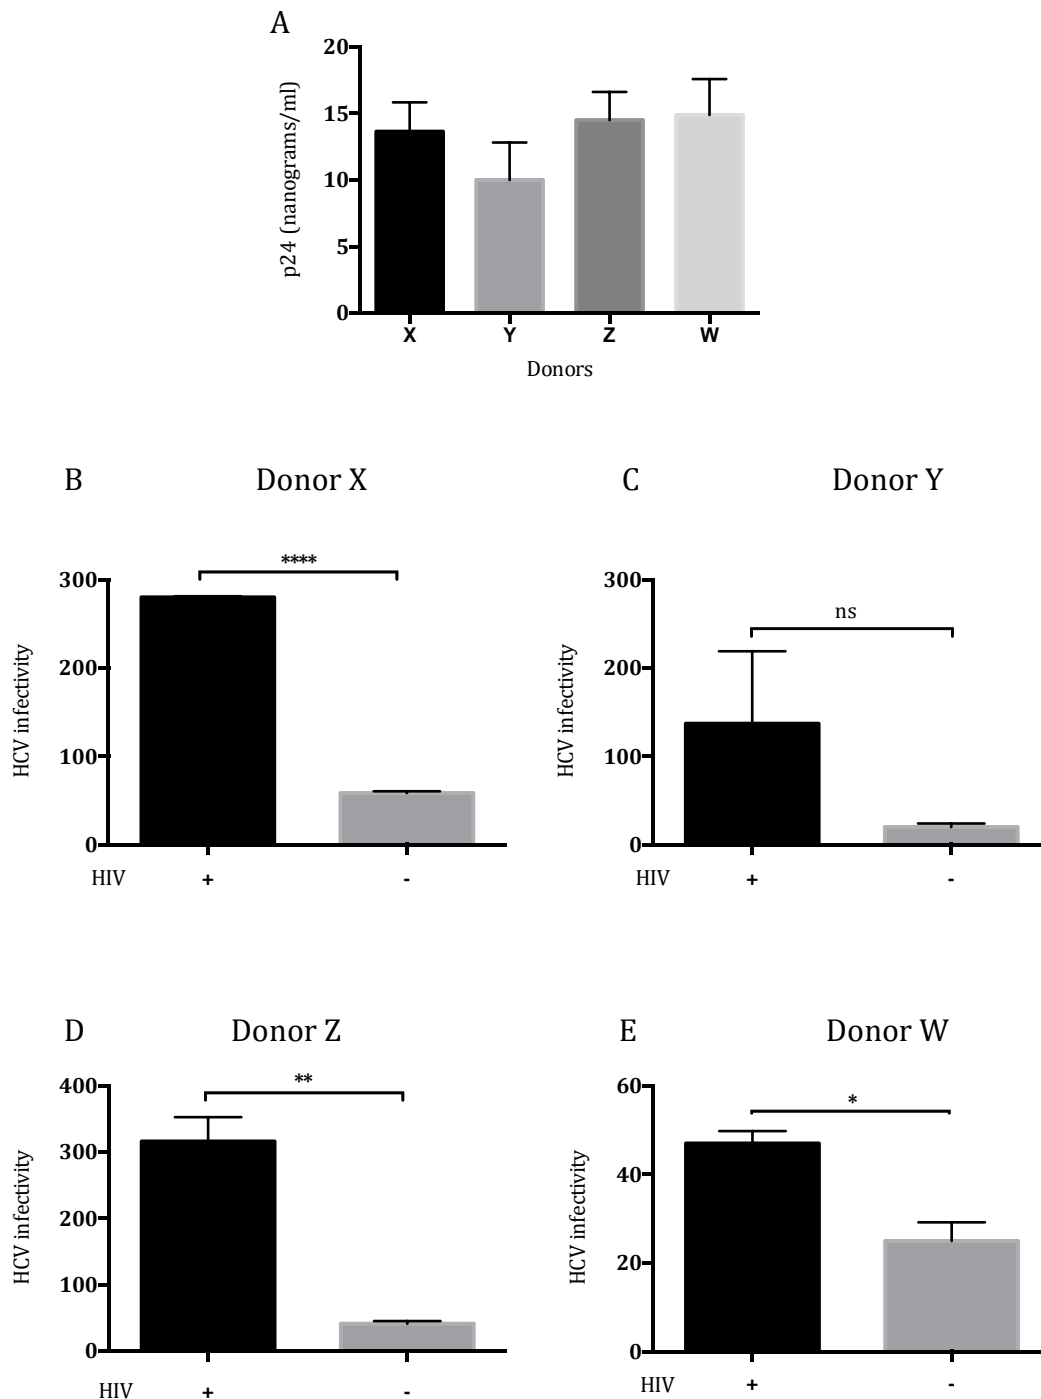 A
20
15
10
5
0
p24 (nanograms/ml)
X Y Z W
Donors
B Donor X
****
300
200
100
0
HCV infectivity
HIV + -
C Donor Y
ns
300
200
100
0
HCV infectivity
HIV + -
D Donor Z
**
400
300
200
100
0
HCV infectivity
HIV + -
E Donor W
*
60
40
20
0
HCV infectivity
HIV + -